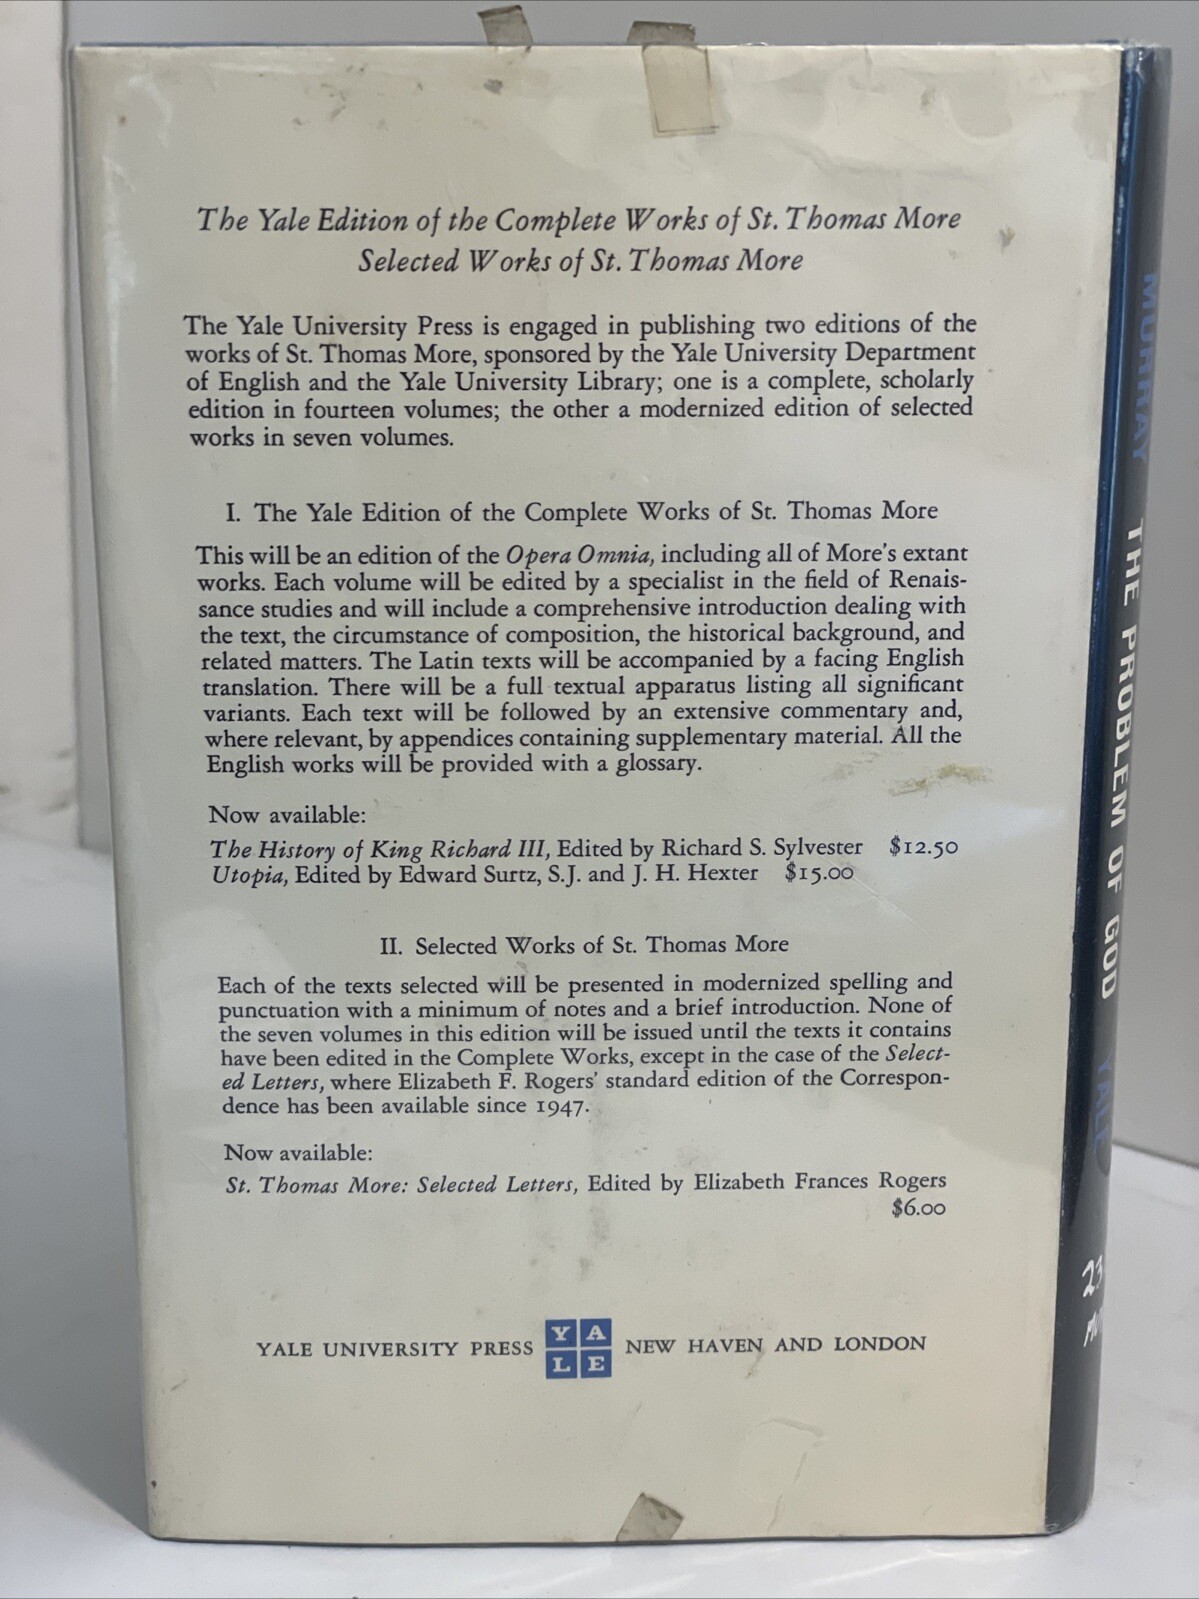 The Yale Edition of the Complete Works of St. Thomas More
Selected Works of St. Thomas More
The Yale University Press is engaged in publishing two editions of the
works of St. Thomas More, sponsored by the Yale University Department
of English and the Yale University Library; one is a complete, scholarly
edition in fourteen volumes; the other a modernized edition of selected
works in seven volumes.
I. The Yale Edition of the Complete Works of St. Thomas More
This will be an edition of the Opera Omnia, including all of More's extant
works. Each volume will be edited by a specialist in the field of Renais-
sance studies and will include a comprehensive introduction dealing with
the text, the circumstance of composition, the historical background, and
related matters. The Latin texts will be accompanied by a facing English
translation. There will be a full textual apparatus listing all significant
variants. Each text will be followed by an extensive commentary and,
where relevant, by appendices containing supplementary material. All the
English works will be provided with a glossary.
Now available:
The History of King Richard III, Edited by Richard S. Sylvester $12.50
Utopia, Edited by Edward Surtz, S.J. and J. H. Hexter $15.00
II. Selected Works of St. Thomas More
Each of the texts selected will be presented in modernized spelling and
punctuation with a minimum of notes and a brief introduction. None of
the seven volumes in this edition will be issued until the texts it contains
have been edited in the Complete Works, except in the case of the Select-
ed Letters, where Elizabeth F. Rogers' standard edition of the Correspon-
dence has been available since 1947.
Now available:
St. Thomas More: Selected Letters, Edited by Elizabeth Frances Rogers
$6.00
YALE UNIVERSITY PRESS YALE NEW HAVEN AND LONDON
MURRAY THE PROBLEM OF GOD YALE